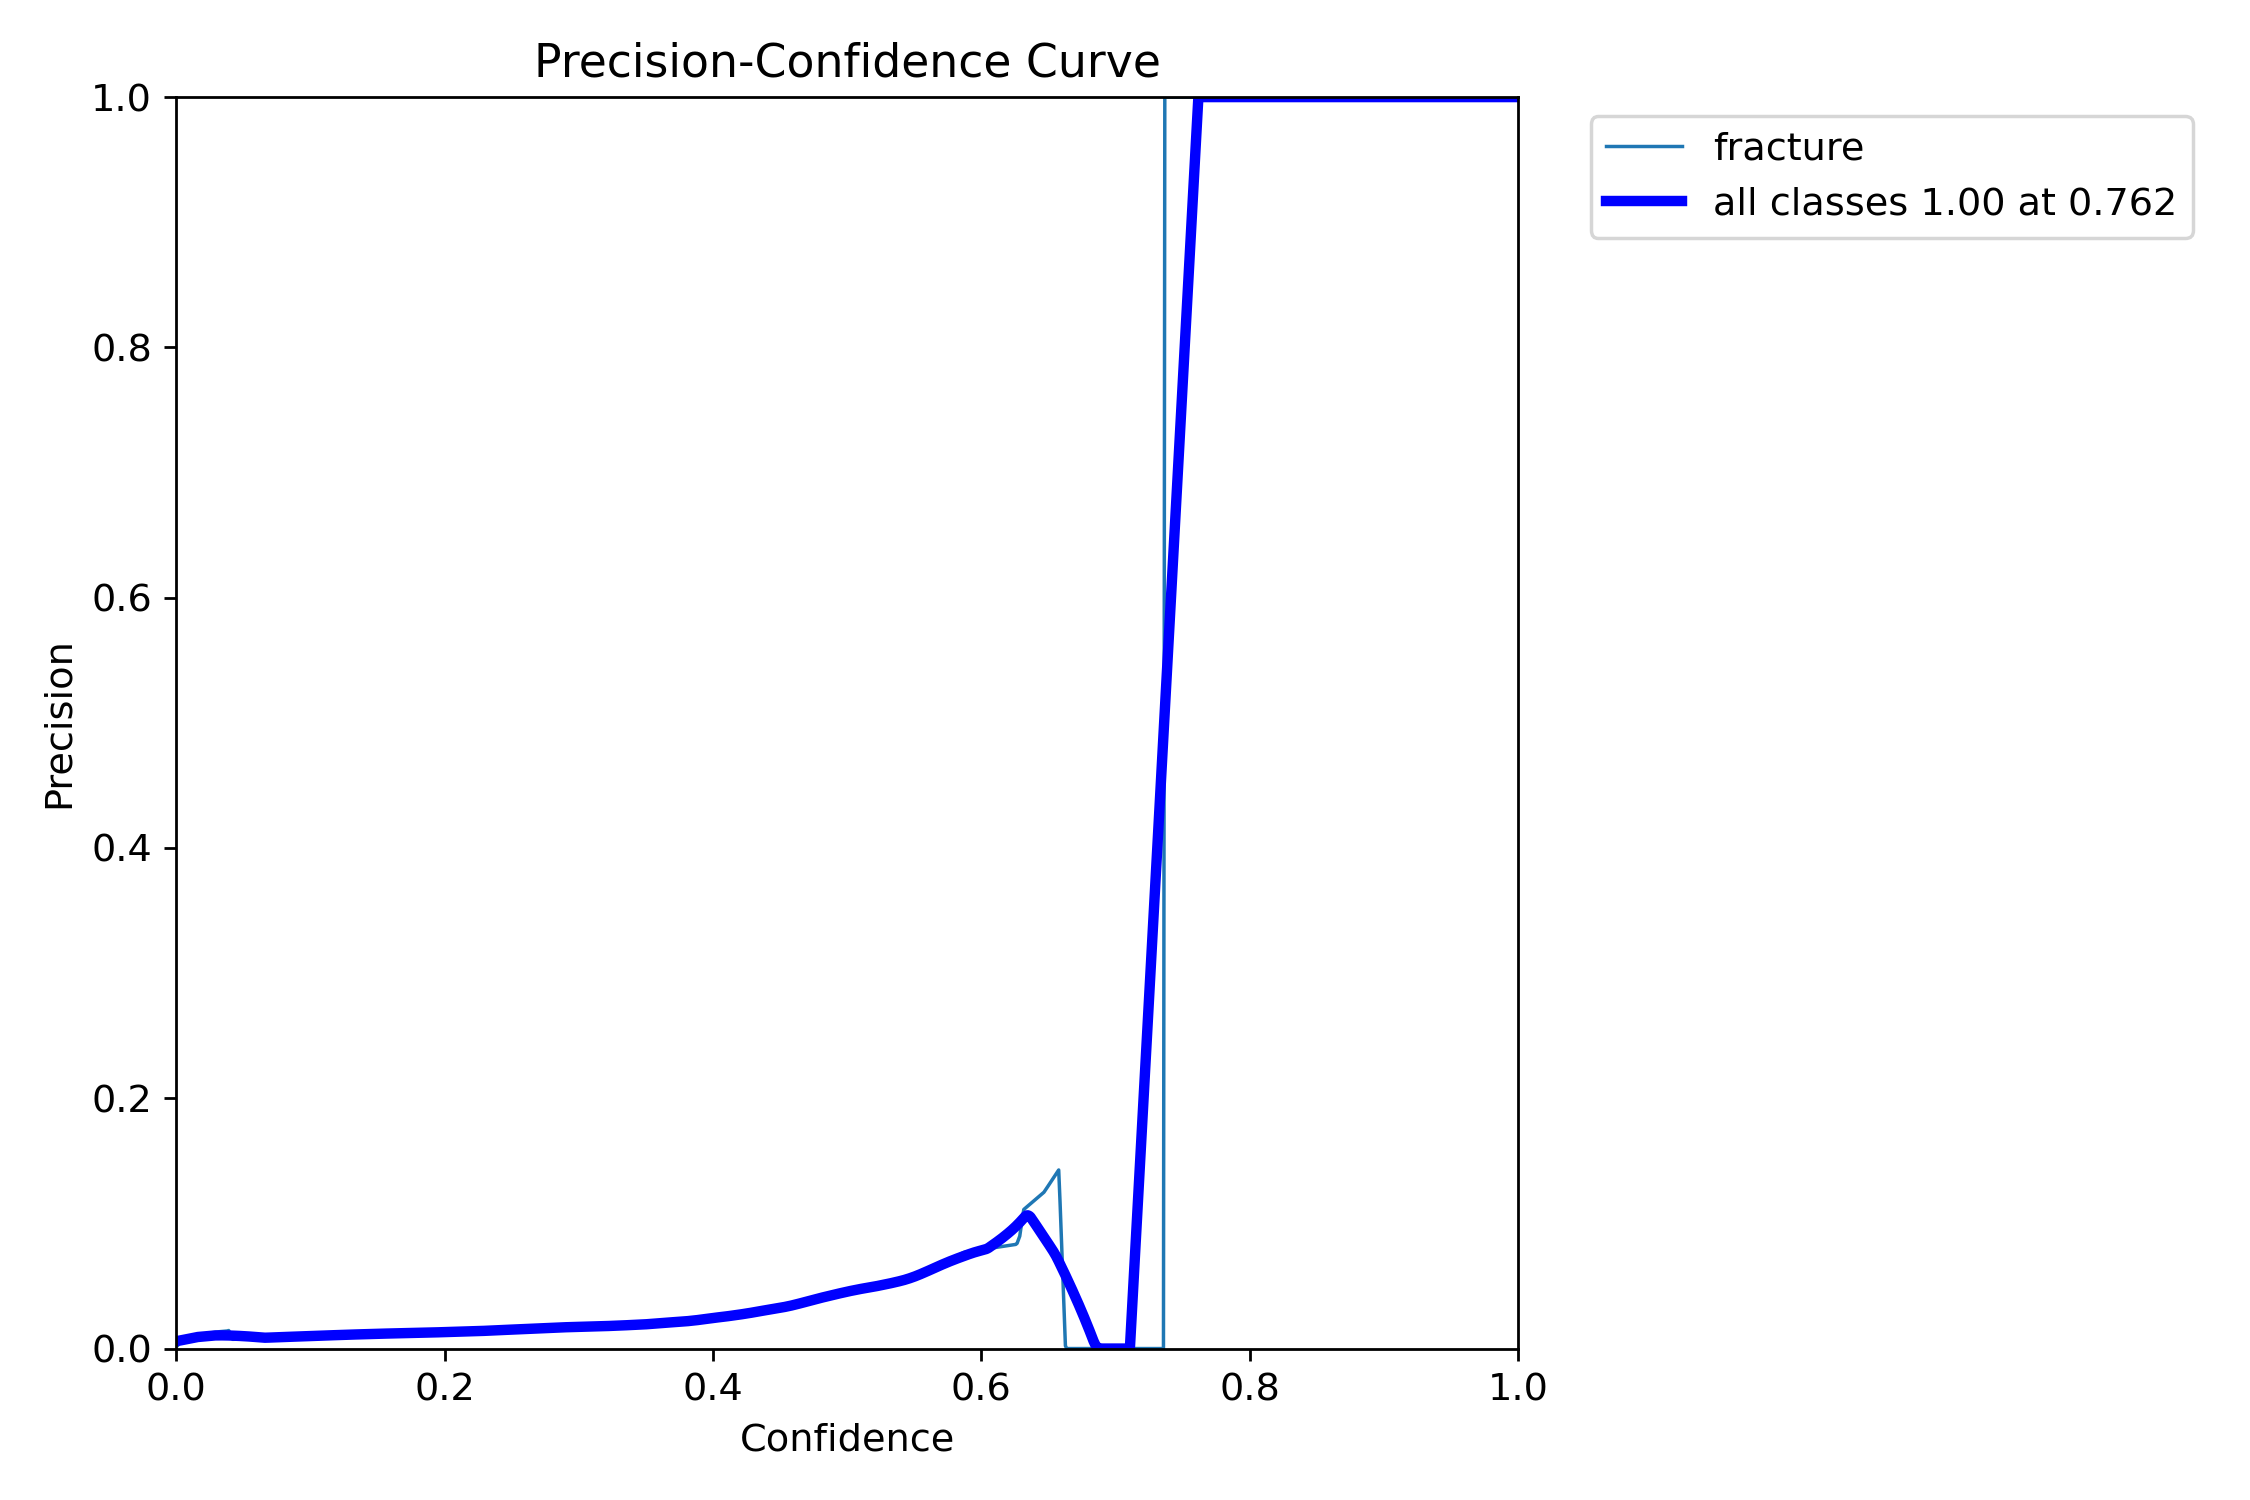 Precision-Confidence Curve
1.0
0.8
0.6
0.4
0.2
0.0
Precision
0.0 0.2 0.4 0.6 0.8 1.0
Confidence
fracture
all classes 1.00 at 0.762